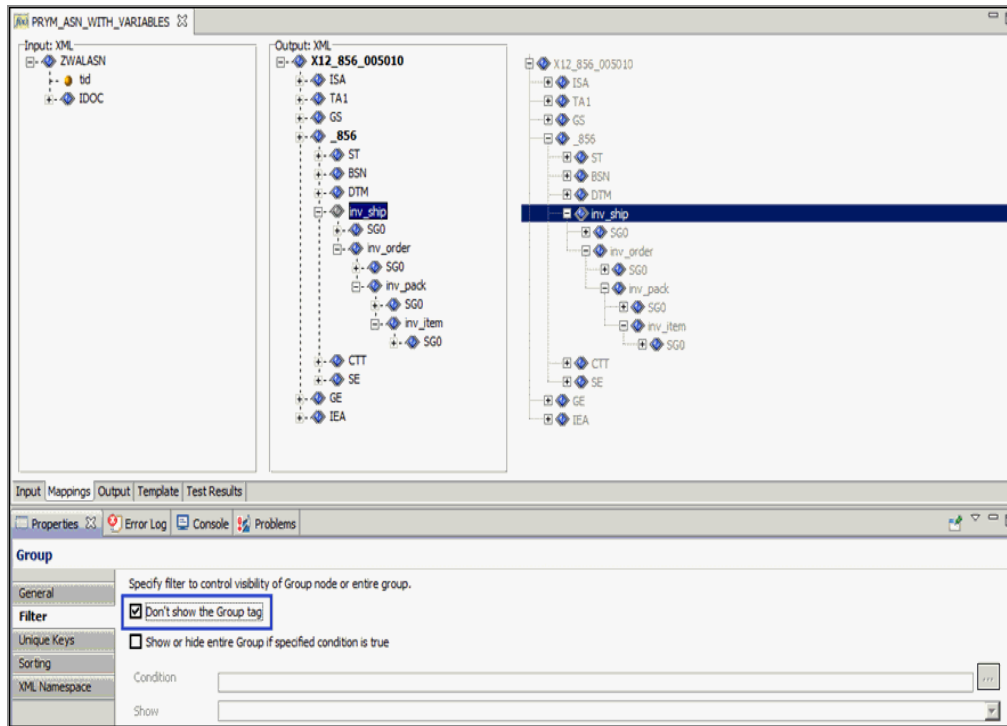 PRYM_ASN_WITH_VARIABLES
Input: XML
ZWALASN
tid
IDOC
Output: XML
X12_856_005010
ISA
TA1
GS
_856
ST
BSN
DTM
inv_ship
SG0
inv_order
SG0
inv_pack
SG0
inv_item
SG0
CTT
SE
GE
IEA
X12_856_005010
ISA
TA1
GS
_856
ST
BSN
DTM
inv_ship
SG0
inv_order
SG0
inv_pack
SG0
inv_item
SG0
CTT
SE
GE
IEA
Input Mappings Output Template Test Results
Properties Error Log Console Problems
Group
General
Filter
Unique Keys
Sorting
XML Namespace
Specify filter to control visibility of Group node or entire group.
Don't show the Group tag
Show or hide entire Group if specified condition is true
Condition
...
Show